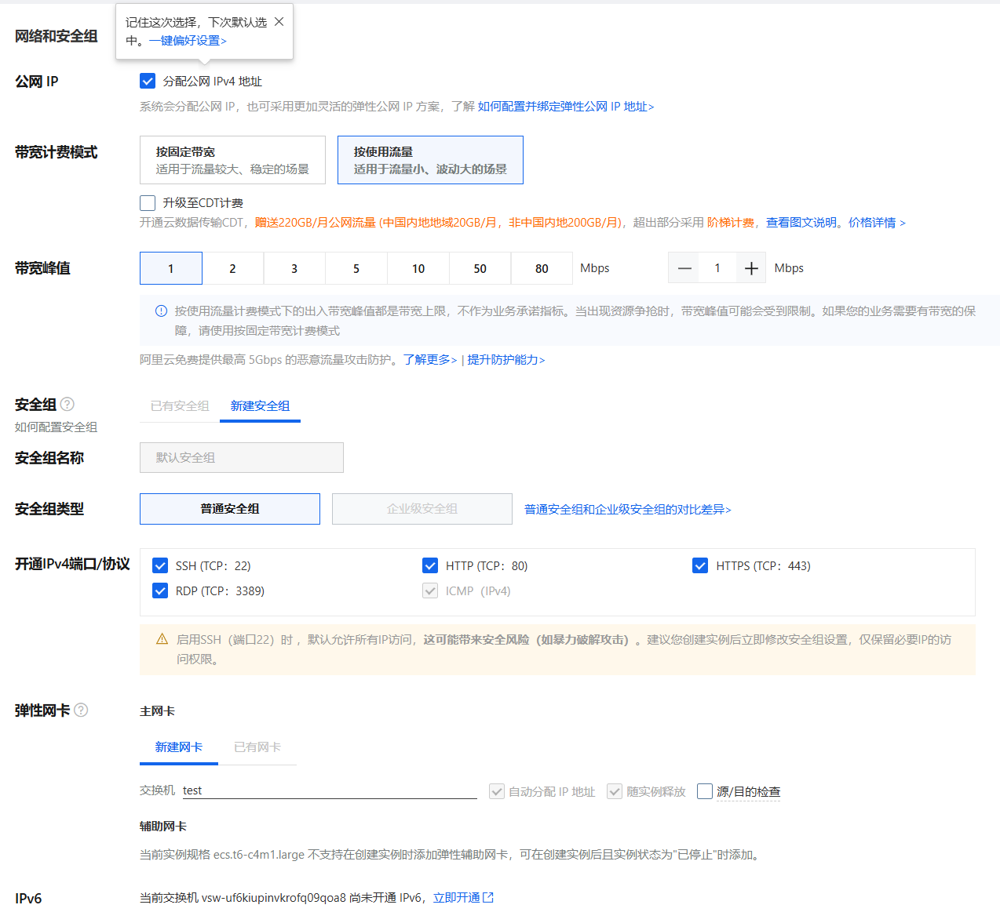 记住这次选择，下次默认选
中。一键偏好设置>
网络和安全组
公网 IP
分配公网 IPv4 地址
系统会分配公网 IP，也可采用更加灵活的弹性公网 IP 方案，了解 如何配置并绑定弹性公网 IP 地址>
带宽计费模式
按固定带宽
适用于流量较大、稳定的场景
按使用流量
适用于流量小、波动大的场景
升级至CDT计费
开通云数据传输CDT，赠送220GB/月公网流量 (中国内地地域20GB/月，非中国内地200GB/月)，超出部分采用 阶梯计费，查看图文说明。价格详情 >
带宽峰值
1 2 3 5 10 50 80 Mbps 1 Mbps
按使用流量计费模式下的出入带宽峰值都是带宽上限，不作为业务承诺指标。当出现资源争抢时，带宽峰值可能会受到限制。如果您的业务需要有带宽的保
障，请使用按固定带宽计费模式
阿里云免费提供最高 5Gbps 的恶意流量攻击防护。了解更多> | 提升防护能力>
安全组
已有安全组 新建安全组
如何配置安全组
安全组名称
默认安全组
安全组类型
普通安全组 企业级安全组 普通安全组和企业级安全组的对比差异>
开通IPv4端口/协议
SSH (TCP：22) HTTP (TCP：80) HTTPS (TCP：443)
RDP (TCP：3389) ICMP（IPv4)
启用SSH（端口22）时 ，默认允许所有IP访问，这可能带来安全风险（如暴力破解攻击）。建议您创建实例后立即修改安全组设置，仅保留必要IP的访
问权限。
弹性网卡
主网卡
新建网卡 已有网卡
交换机 test 自动分配 IP 地址 随实例释放 源/目的检查
辅助网卡
当前实例规格 ecs.t6-c4m1.large 不支持在创建实例时添加弹性辅助网卡，可在创建实例后且实例状态为"已停止"时添加。
IPv6
当前交换机 vsw-uf6kiupinvkrofq09qoa8 尚未开通 IPv6，立即开通